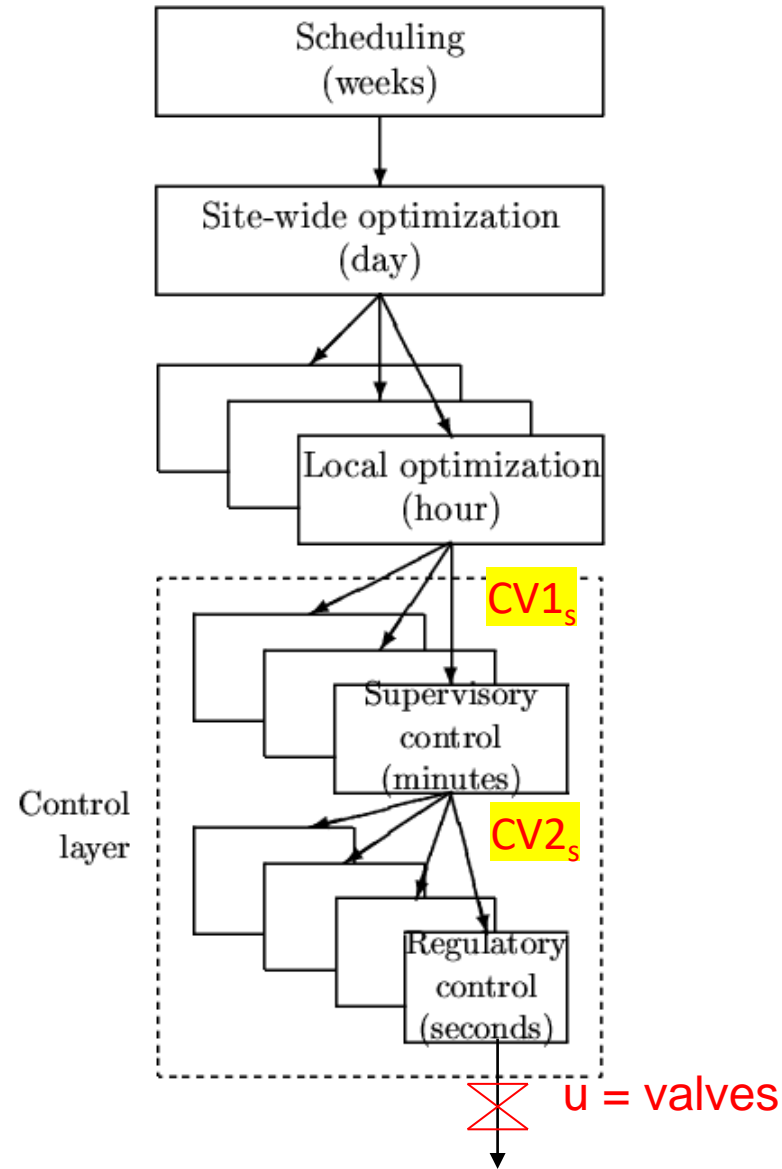 Scheduling
(weeks)
Site-wide optimization
(day)
Local optimization
(hour)
CV1s
Supervisory
control
(minutes)
Control
layer
CV2s
Regulatory
control
(seconds)
u = valves